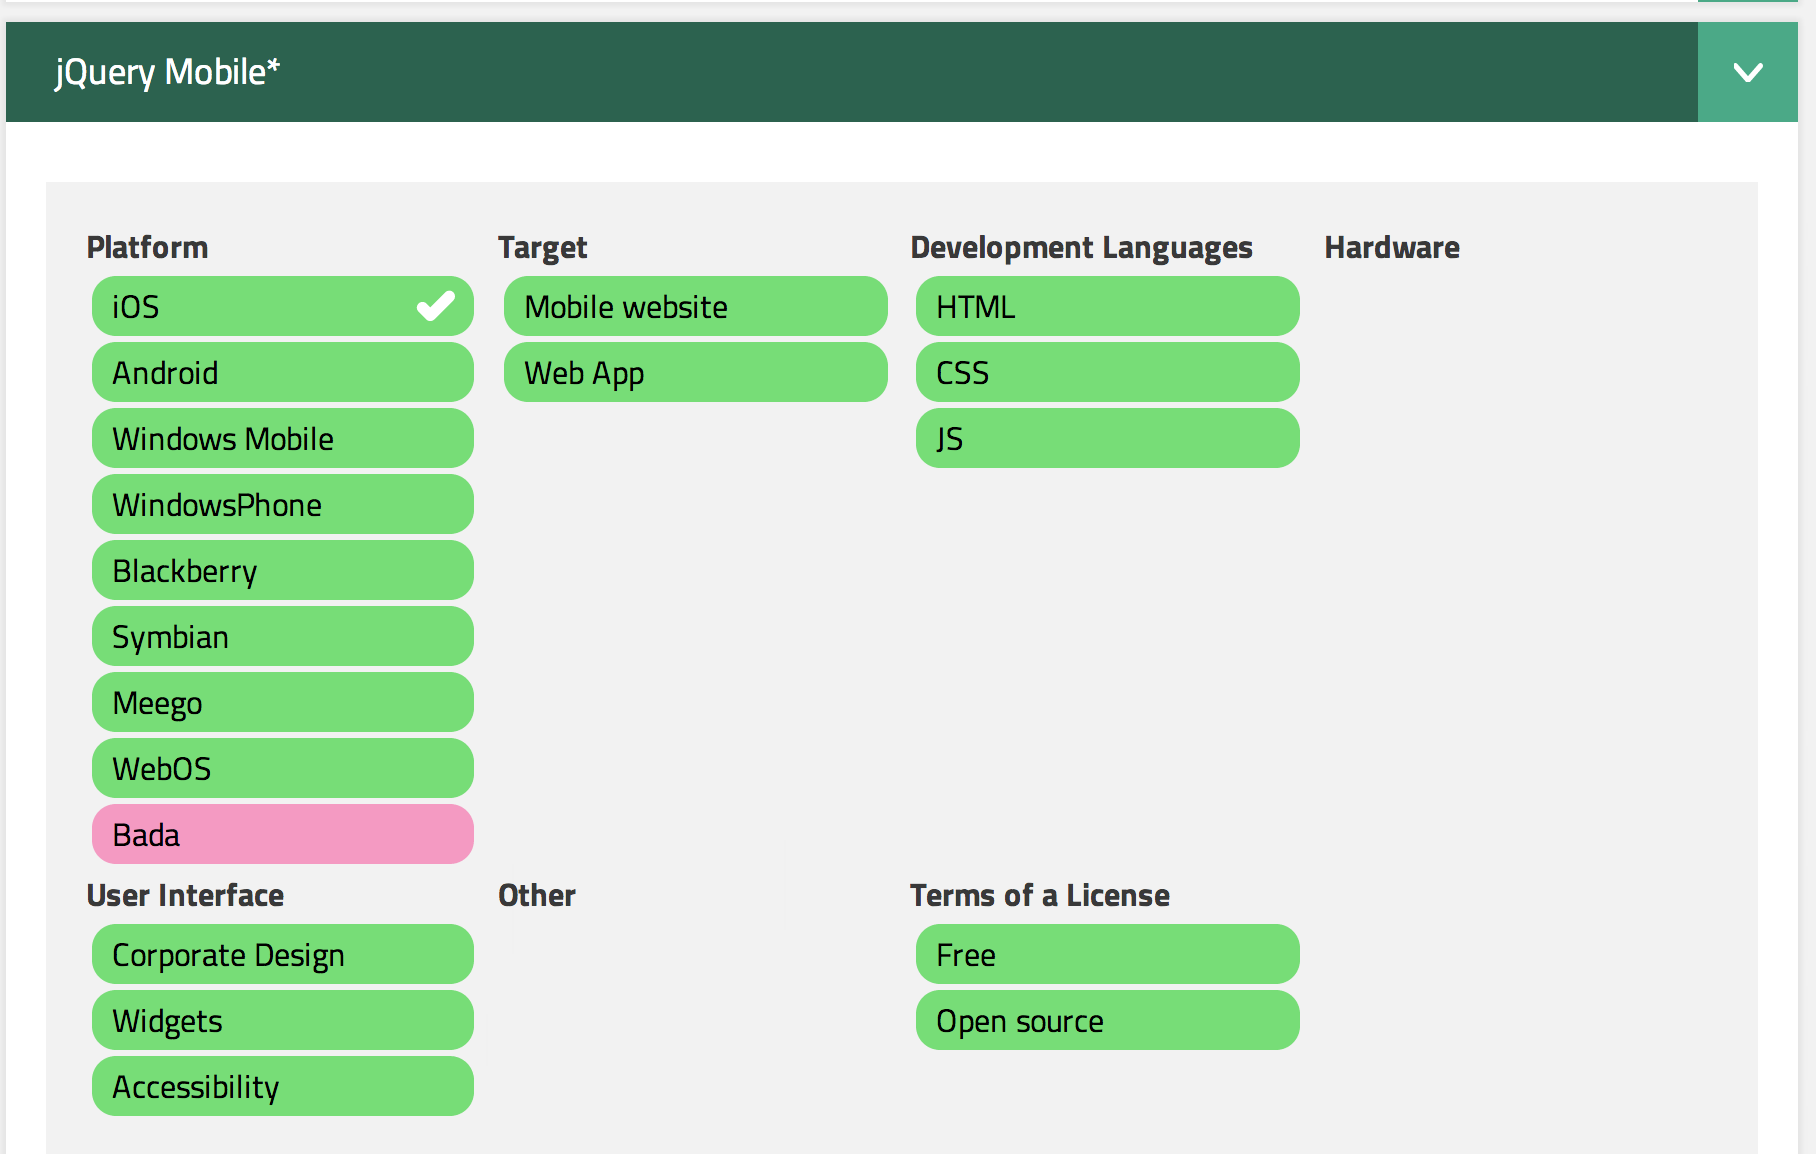 jQuery Mobile*
Platform
iOS
Android
Windows Mobile
WindowsPhone
Blackberry
Symbian
Meego
WebOS
Bada
Target
Mobile website
Web App
Development Languages
HTML
CSS
JS
Hardware
User Interface
Corporate Design
Widgets
Accessibility
Other
Terms of a License
Free
Open source